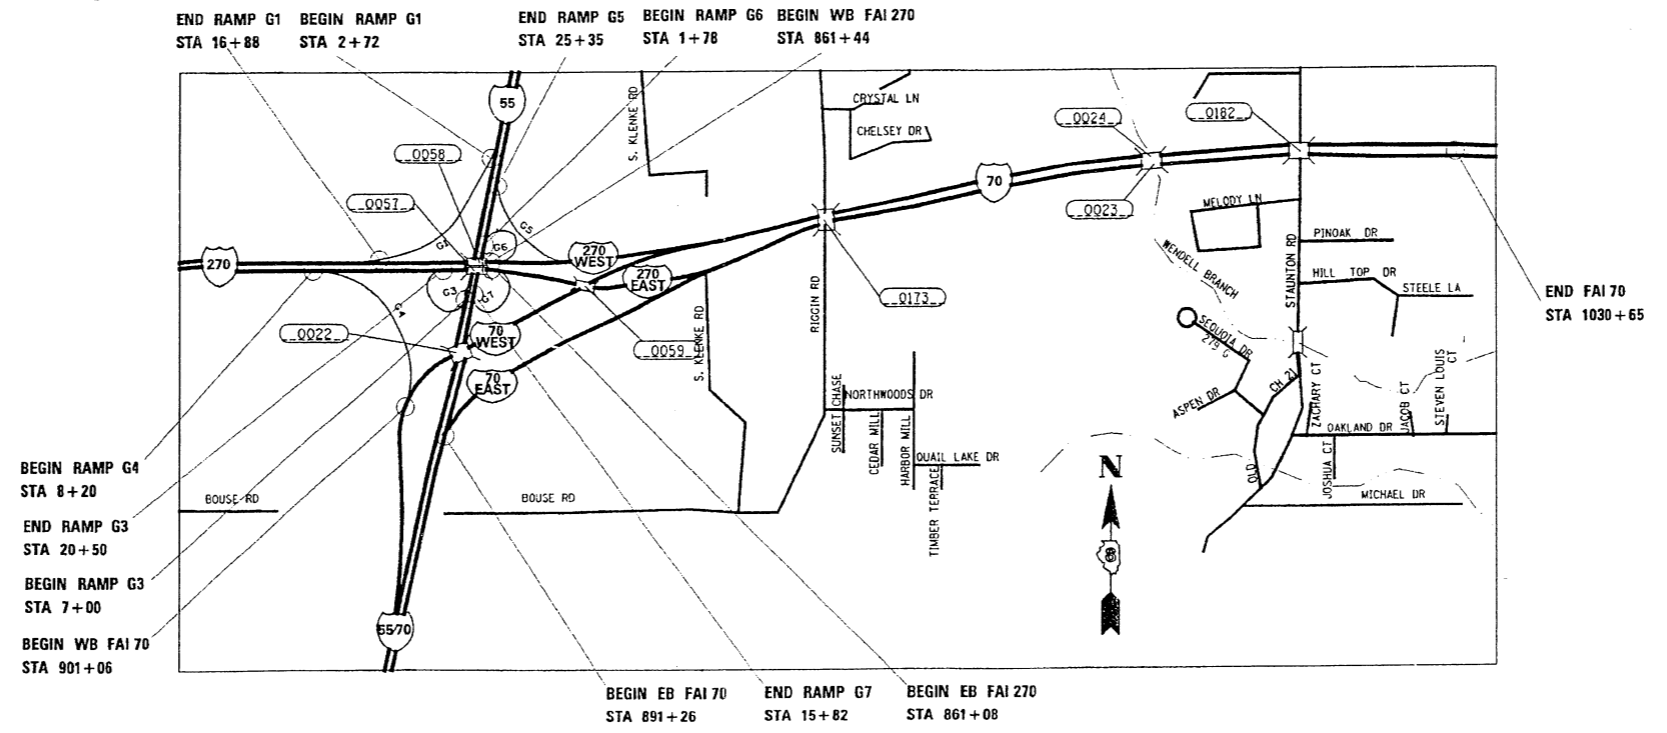 END RAMP G1
STA 16+88
BEGIN RAMP G1
STA 2+72
END RAMP G5
STA 25+35
BEGIN RAMP G6
STA 1+78
BEGIN WB FAI 270
STA 861+44
55
S. KLENKE RD
CRYSTAL LN
CHELSEY DR
0024
0182
0058
0057
70
0023
MELODY LN
G1
G5
G6
270
270
WEST
270
EAST
WENDELL BRANCH
STAUNTON RD
PINOAK DR
HILL TOP DR
STEELE LA
G3
G7
G4
0173
RIGGIN RD
END FAI 70
STA 1030+65
0022
70
WEST
0059
S. KLENKE RD
SEQUOIA DR
279 G
70
EAST
ASPEN DR
OLD
CH 21
ZACHARY CT
JACOB CT
STEVEN LOUIS
CT
SUNSET CHASE
NORTHWOODS DR
CEDAR MILL
HARBOR MILL
QUAIL LAKE DR
TIMBER TERRACE
OAKLAND DR
JOSHUA CT
MICHAEL DR
N
BEGIN RAMP G4
STA 8+20
BOUSE RD
BOUSE RD
END RAMP G3
STA 20+50
BEGIN RAMP G3
STA 7+00
55/70
BEGIN WB FAI 70
STA 901+06
BEGIN EB FAI 70
STA 891+26
END RAMP G7
STA 15+82
BEGIN EB FAI 270
STA 861+08